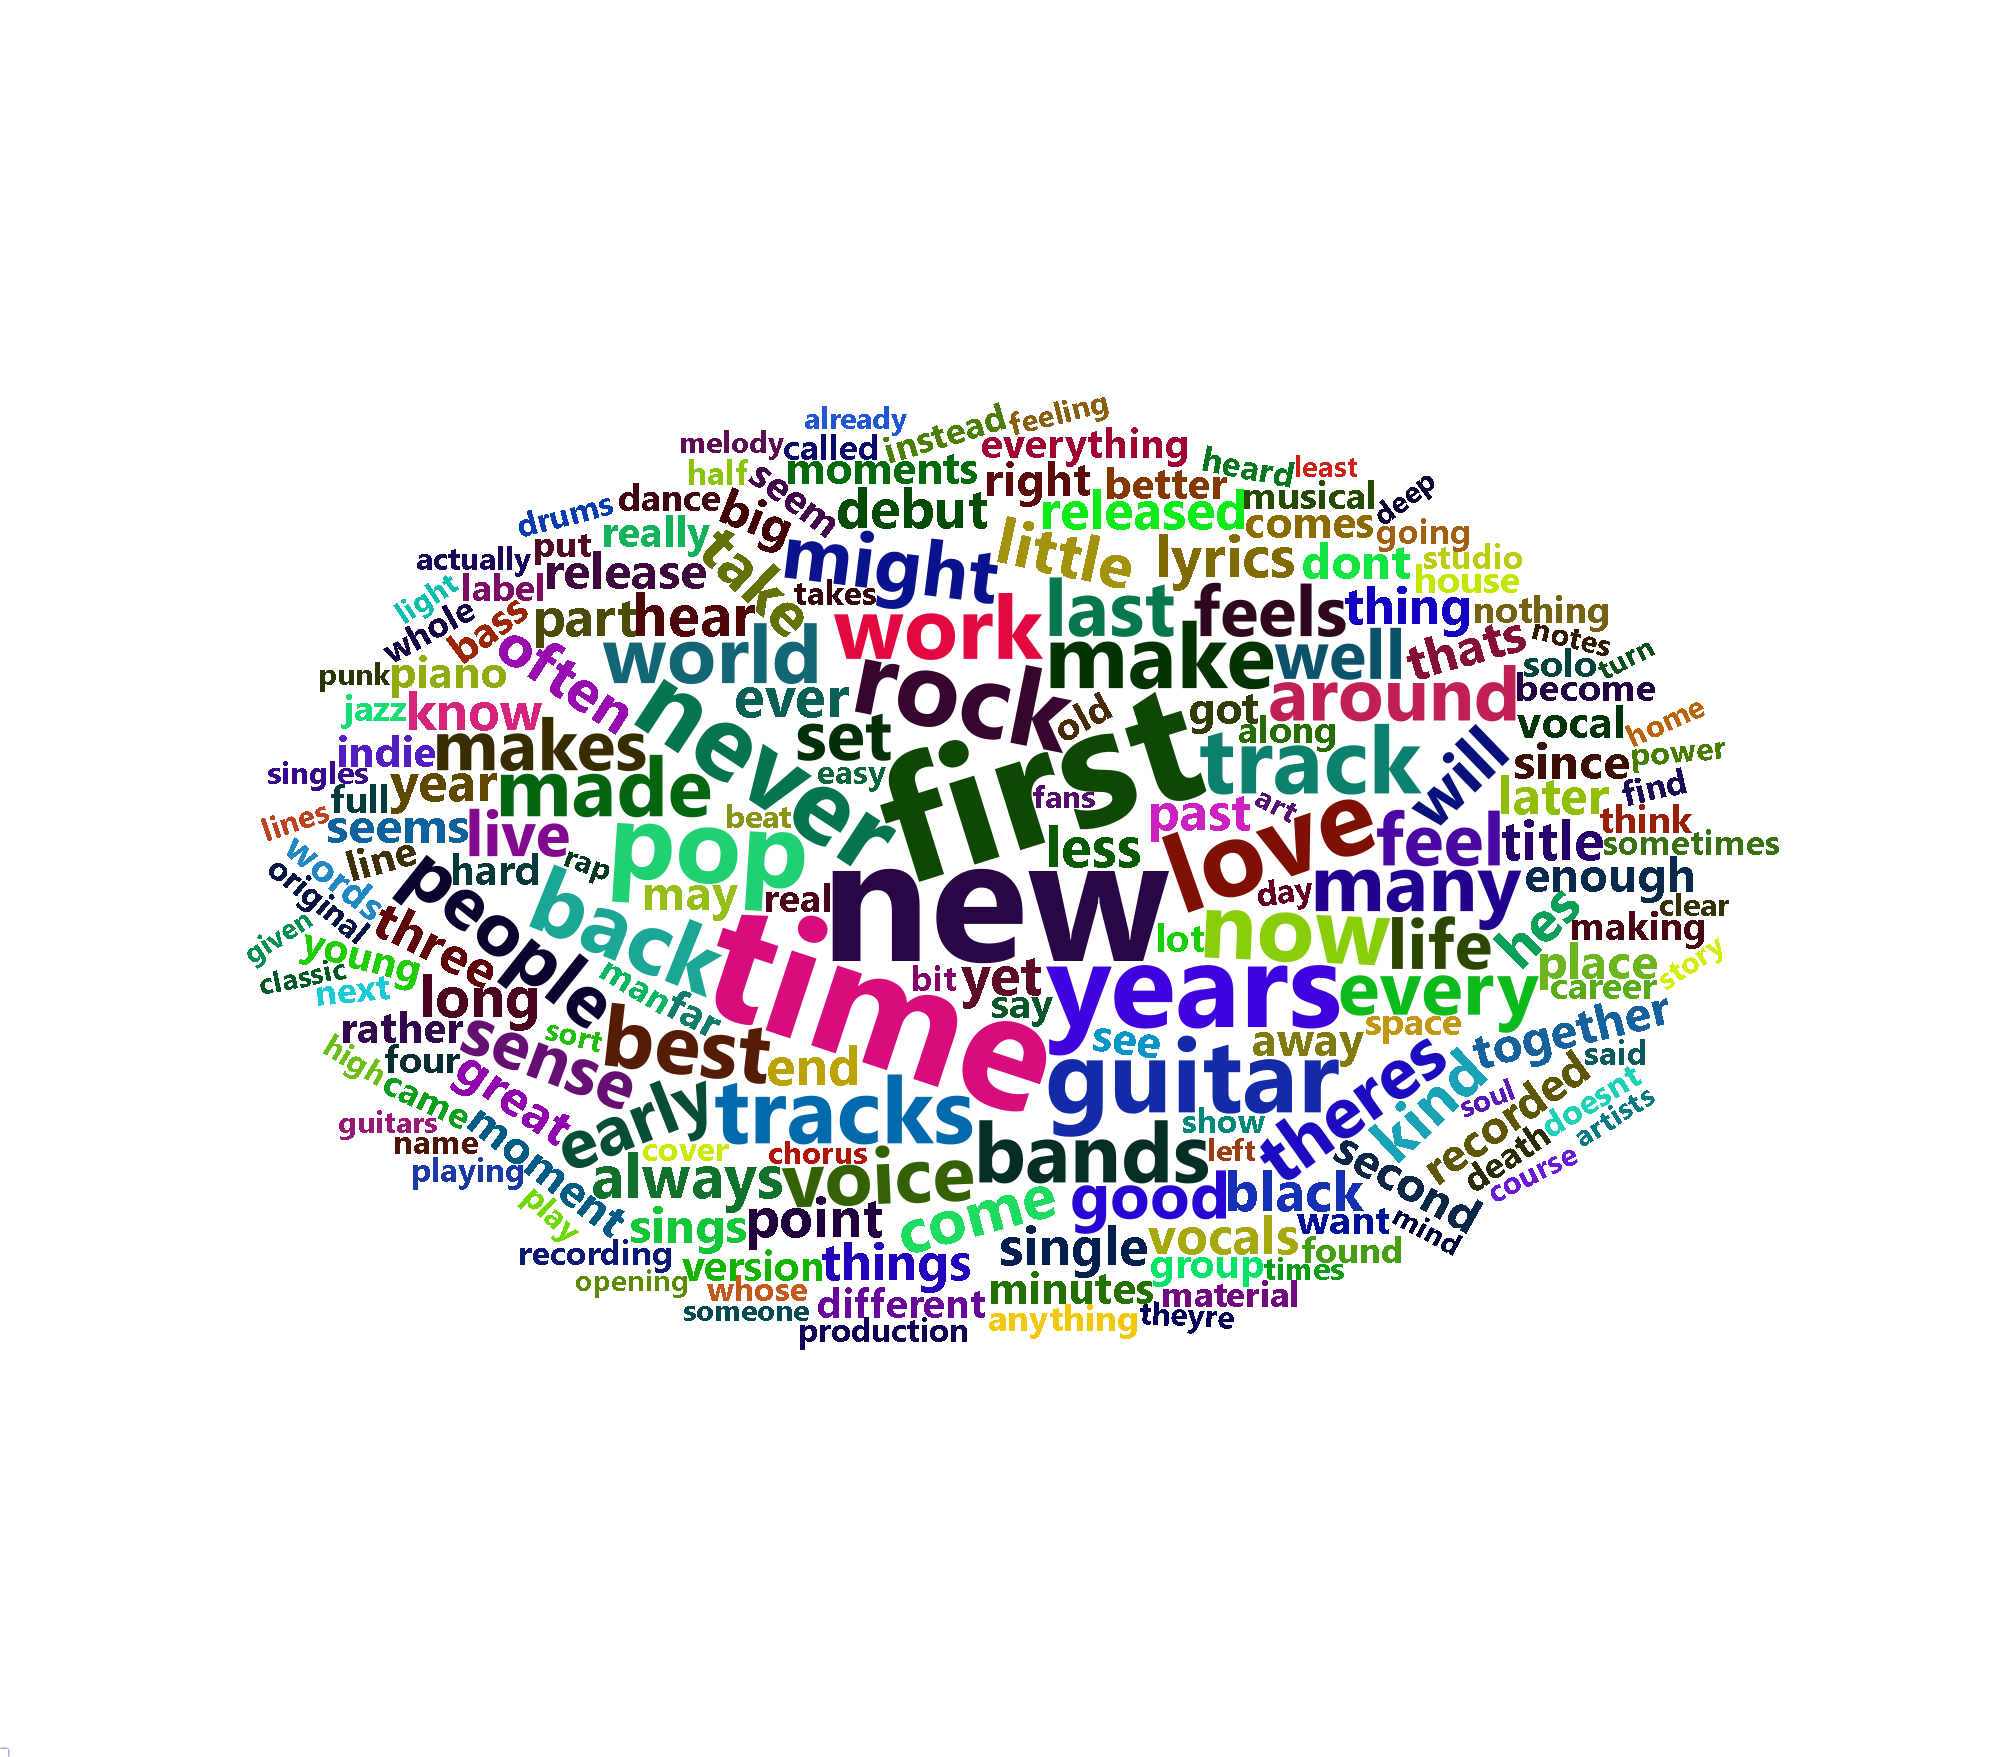 already
instead
feeling
melody
called
everything
half
seem
moments
right
better
heard
least
drums
dance
big
debut
released
musical
deep
really
take
might
little
lyrics
comes
going
actually
put
release
dont
studio
light
label
takes
house
whole
bass
part
hear
work
last
feels
thing
nothing
punk
piano
often
world
rock
make
well
thats
notes
solo
turn
jazz
know
never
ever
set
old
got
around
become
indie
makes
first
along
track
will
vocal
home
singles
year
made
easy
since
power
full
fans
past
art
later
find
lines
seems
live
pop
beat
love
feel
title
think
words
line
people
hard
rap
less
sometimes
original
may
real
new
day
many
enough
given
young
three
back
time
lot
now
life
hes
clear
making
classic
next
long
man
far
bit
yet
years
every
place
story
career
rather
sense
sort
best
say
see
away
space
together
high
four
great
end
guitar
theres
kind
said
came
early
tracks
soul
recorded
doesnt
guitars
name
moment
cover
chorus
show
left
second
death
artists
playing
always
voice
bands
good
black
course
play
sings
point
come
single
vocals
want
mind
recording
version
things
group
times
found
opening
whose
different
minutes
material
someone
production
anything
theyre